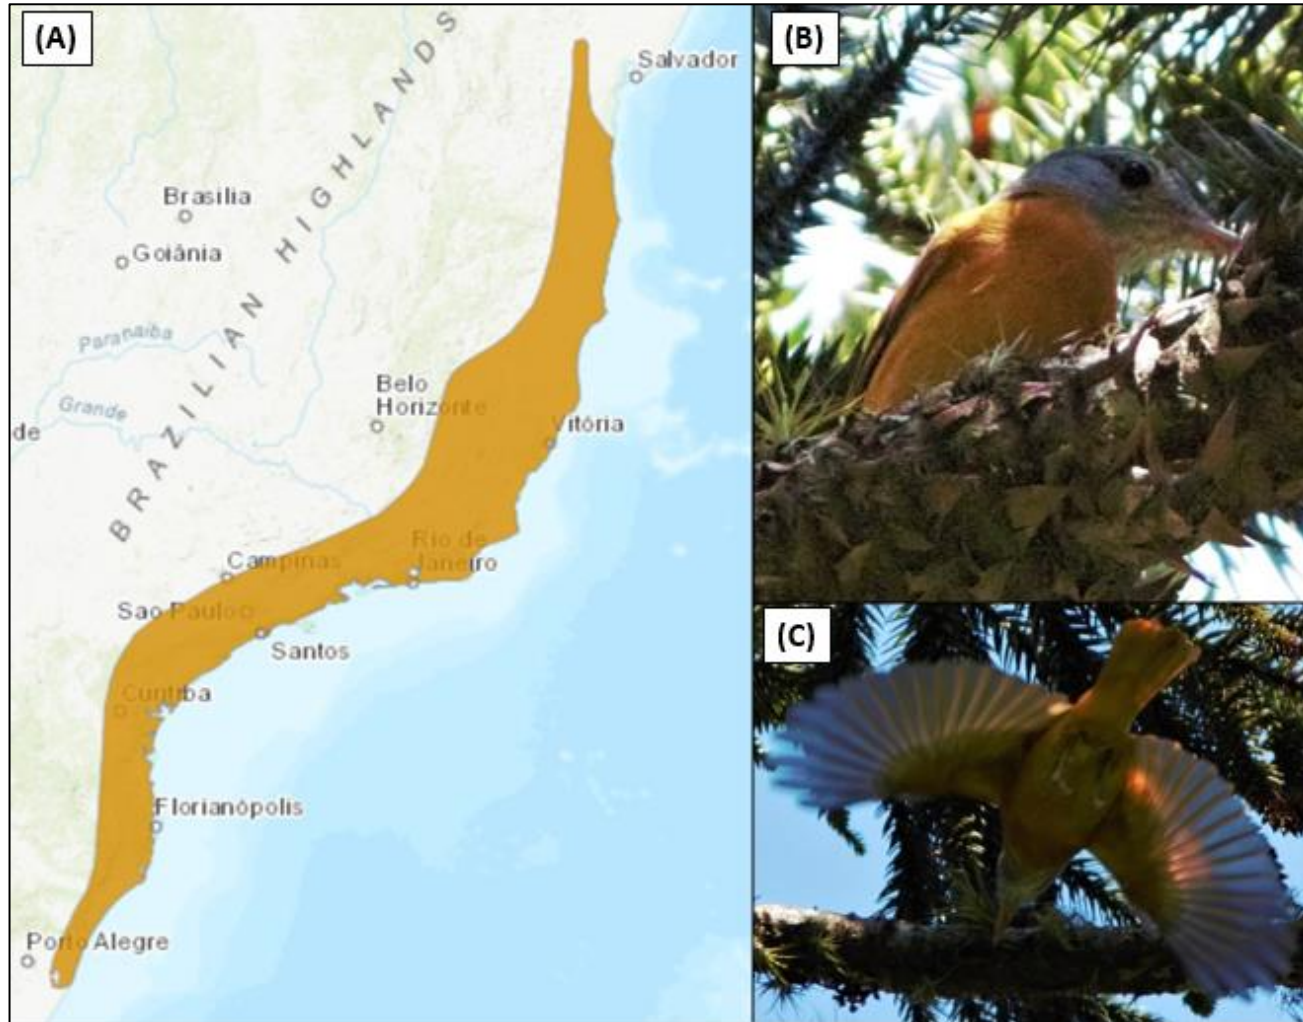 (A)
Salvador
BRAZILIAN HIGHLANDS
Brasilia
Goiânia
Paranaiba
Grande
de
Belo
Horizonte
Vitória
Rio de
Janeiro
Campinas
Sao Paulo
Santos
Curitiba
Florianópolis
Porto Alegre
(B)
(C)